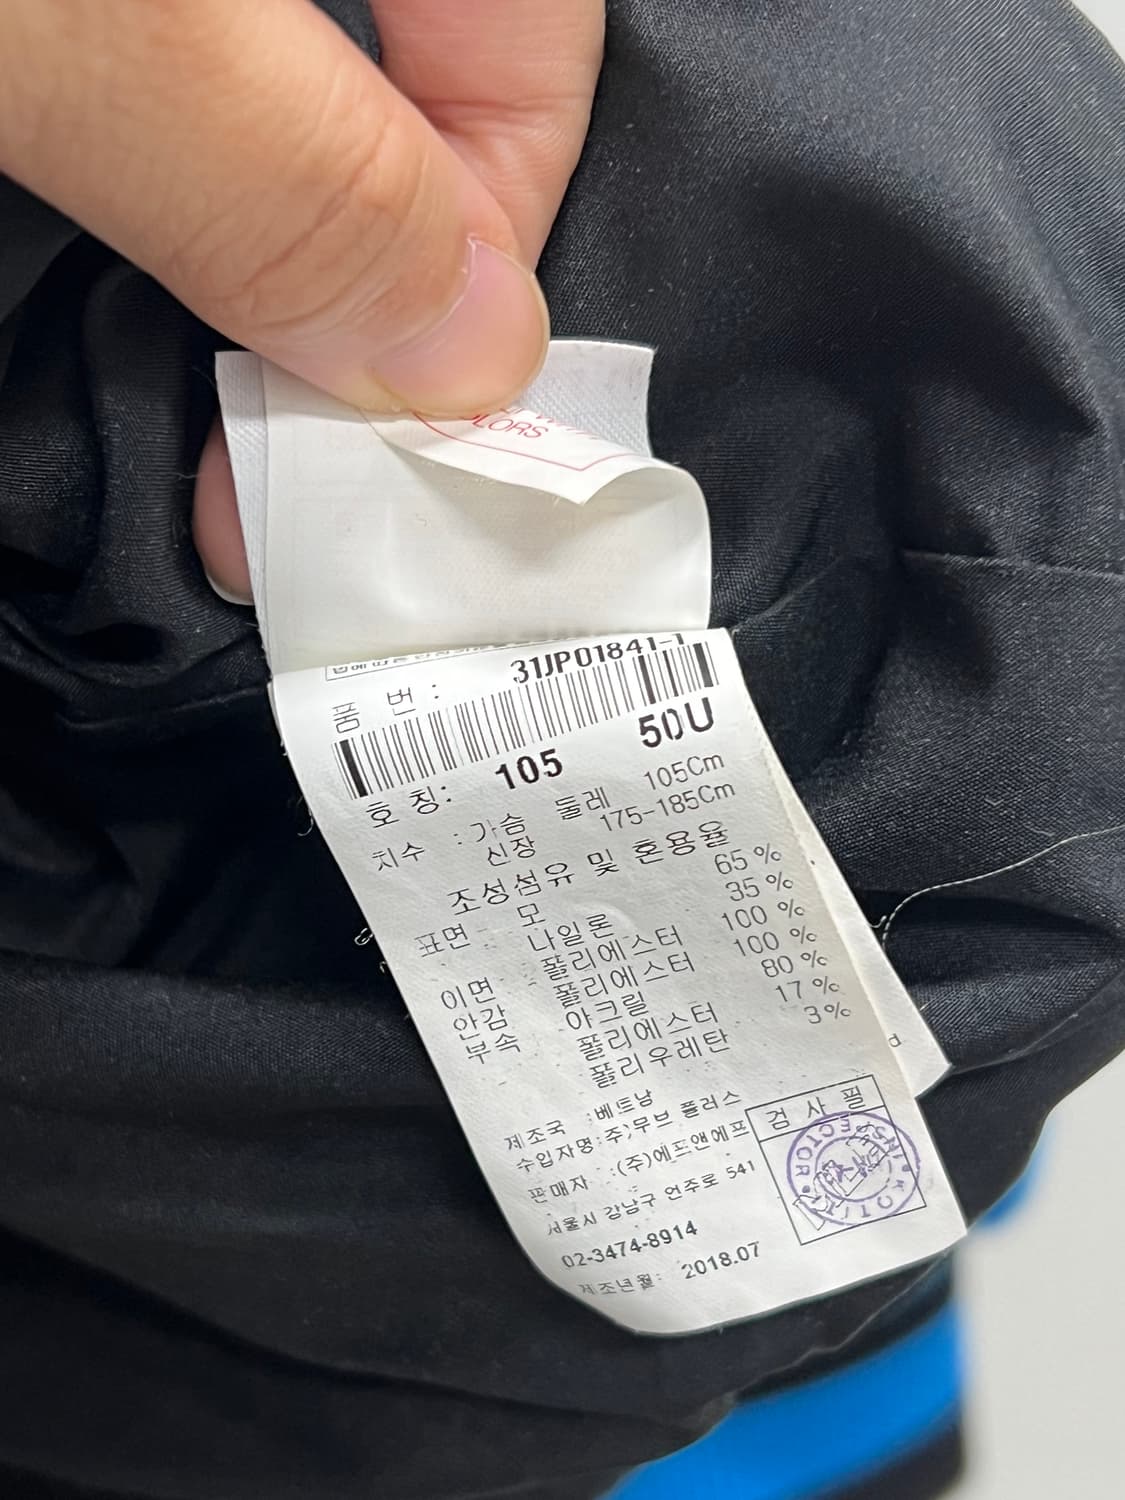 OLORS
품 번 : 31JP01841-1
호 칭: 105 50U
치수 : 가슴 둘레 105Cm
신장 175-185Cm
조성섬유 및 혼용율
표면 : 모 65 %
나일론 35 %
이면 : 폴리에스터 100 %
안감 폴리에스터 100 %
부속 아크릴 80 %
폴리에스터 17 %
폴리우레탄 3 %
제조국 :베트남
수입자명:주)무브 플러스
판매자 :(주)에프앤에프
서울시 강남구 언주로 541
02-3474-8914
제조년월: 2018.07
검 사 필
INSPECTOR
KOTITI
d